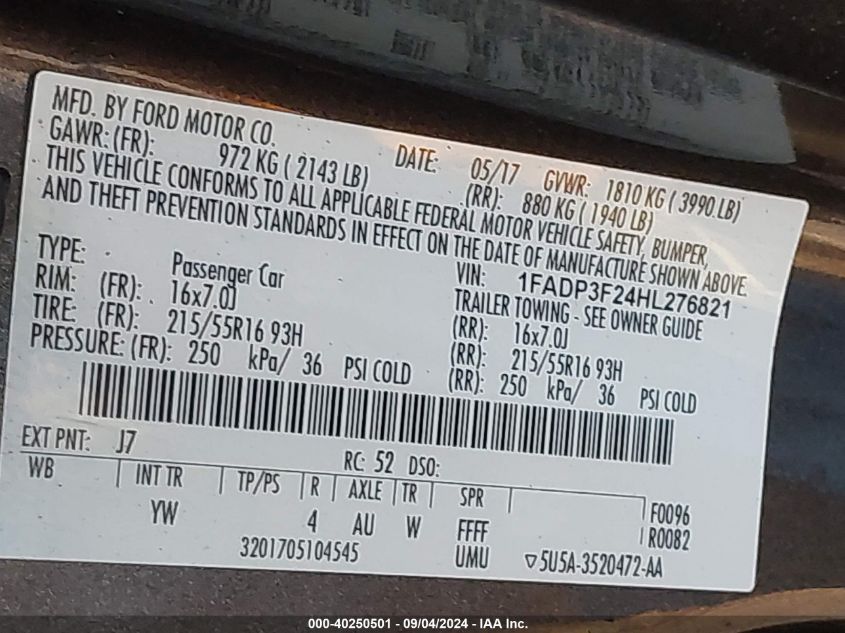 MFD. BY FORD MOTOR CO.
DATE: 05/17 GVWR: 1810 KG ( 3990 LB)
GAWR: (FR): 972 KG ( 2143 LB) (RR): 880 KG ( 1940 LB)
THIS VEHICLE CONFORMS TO ALL APPLICABLE FEDERAL MOTOR VEHICLE SAFETY, BUMPER,
AND THEFT PREVENTION STANDARDS IN EFFECT ON THE DATE OF MANUFACTURE SHOWN ABOVE.
VIN: 1FADP3F24HL276821
TYPE: Passenger Car TRAILER TOWING - SEE OWNER GUIDE
RIM: (FR): 16x7.0J (RR): 16x7.0J
TIRE: (FR): 215/55R16 93H (RR): 215/55R16 93H
PRESSURE: (FR): 250 kPa/ 36 PSI COLD (RR): 250 kPa/ 36 PSI COLD
EXT PNT: J7 RC: 52 DSO:
WB INT TR TP/PS R AXLE TR SPR F0096
YW 4 AU W FFFF R0082
3201705104545 UMU ▽5U5A-3520472-AA
000-40250501 - 09/04/2024 - IAA Inc.